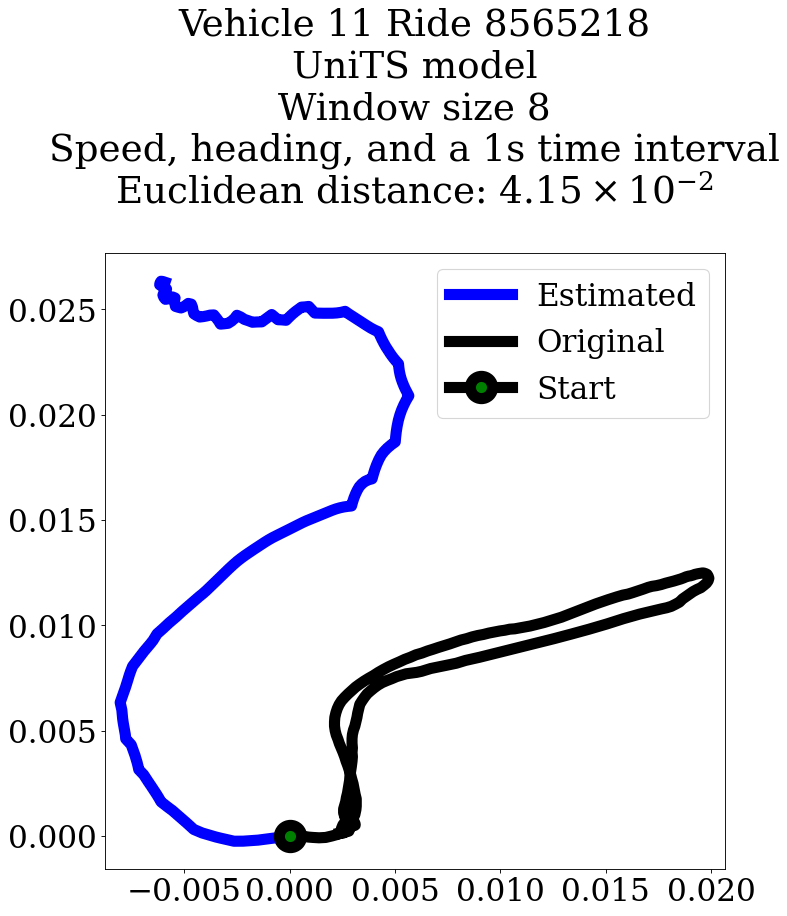 Vehicle 11 Ride 8565218
UniTS model
Window size 8
Speed, heading, and a 1s time interval
Euclidean distance: 4.15 × 10⁻²
Estimated
Original
Start
0.025
0.020
0.015
0.010
0.005
0.000
−0.005 0.000 0.005 0.010 0.015 0.020